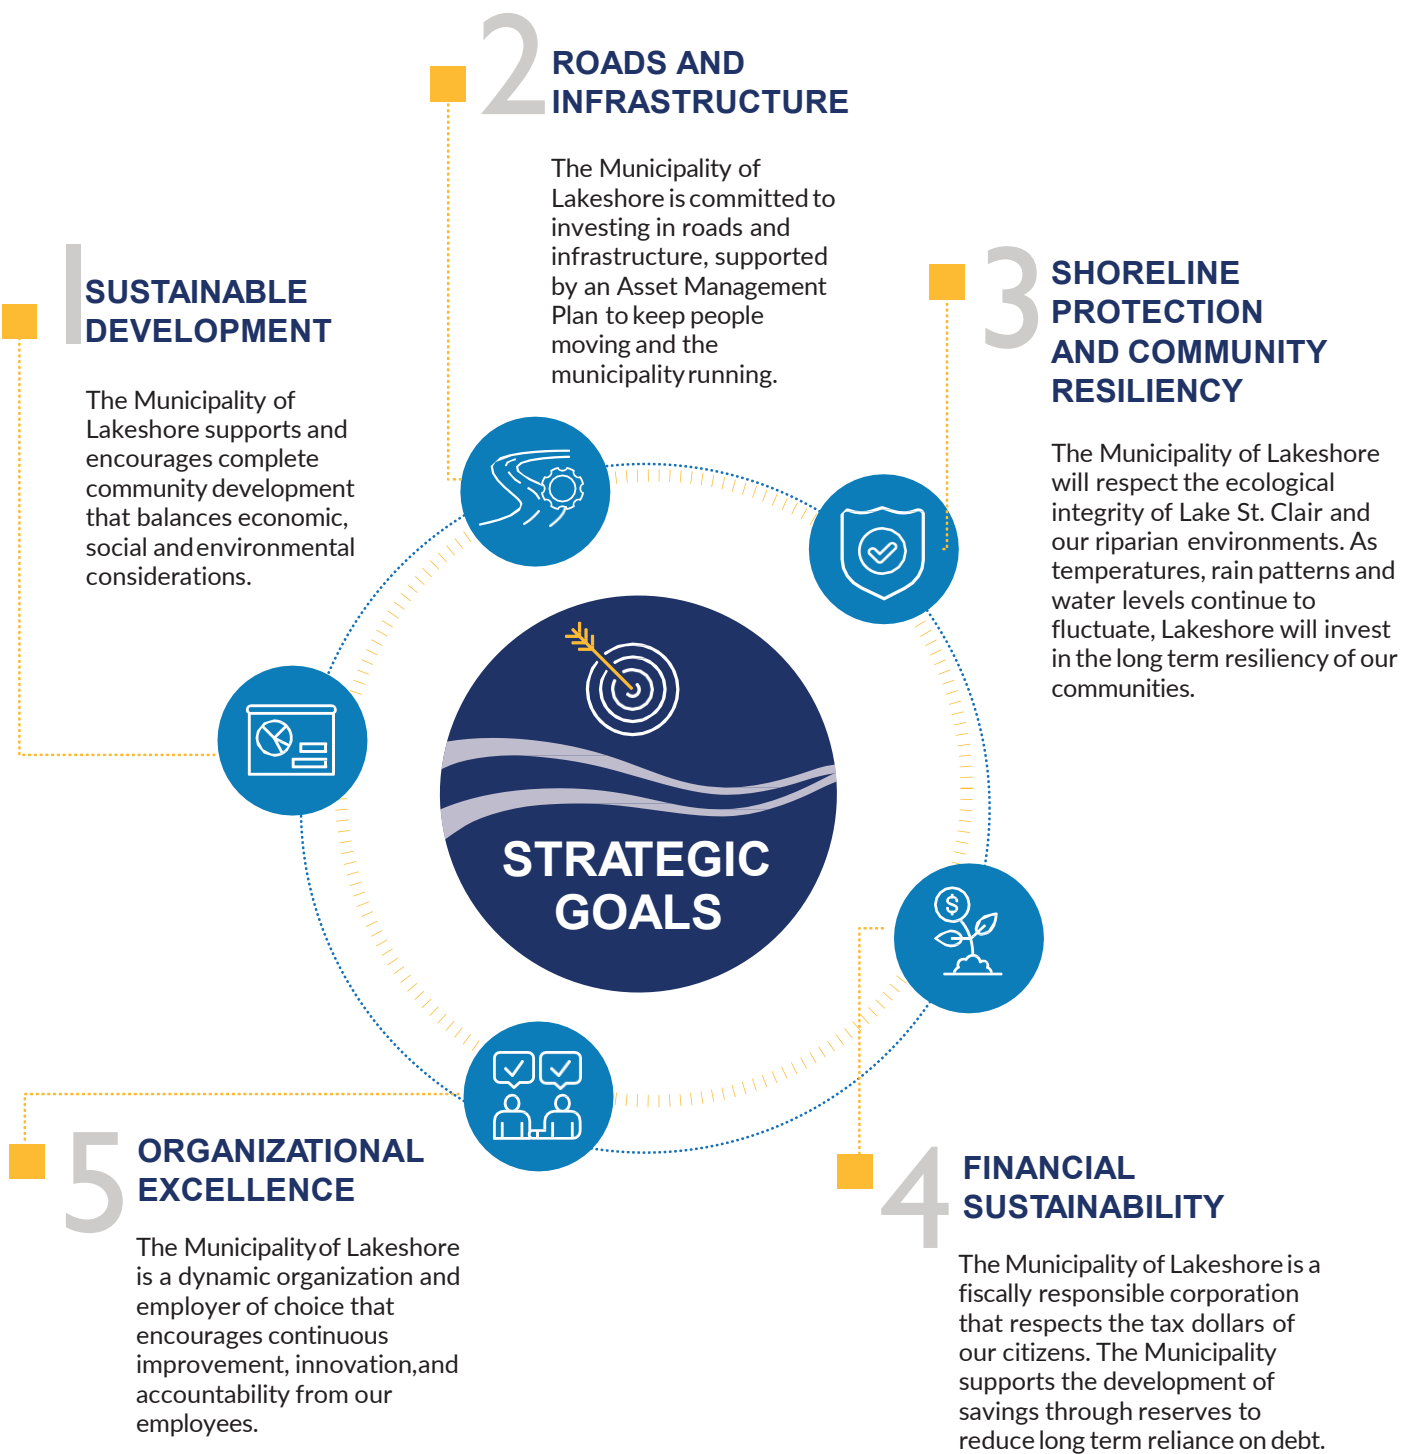 1
SUSTAINABLE
DEVELOPMENT
The Municipality of
Lakeshore supports and
encourages complete
community development
that balances economic,
social and environmental
considerations.
2
ROADS AND
INFRASTRUCTURE
The Municipality of
Lakeshore is committed to
investing in roads and
infrastructure, supported
by an Asset Management
Plan to keep people
moving and the
municipality running.
3
SHORELINE
PROTECTION
AND COMMUNITY
RESILIENCY
The Municipality of Lakeshore
will respect the ecological
integrity of Lake St. Clair and
our riparian environments. As
temperatures, rain patterns and
water levels continue to
fluctuate, Lakeshore will invest
in the long term resiliency of our
communities.
$
STRATEGIC
GOALS
4
FINANCIAL
SUSTAINABILITY
The Municipality of Lakeshore is a
fiscally responsible corporation
that respects the tax dollars of
our citizens. The Municipality
supports the development of
savings through reserves to
reduce long term reliance on debt.
5
ORGANIZATIONAL
EXCELLENCE
The Municipality of Lakeshore
is a dynamic organization and
employer of choice that
encourages continuous
improvement, innovation,and
accountability from our
employees.